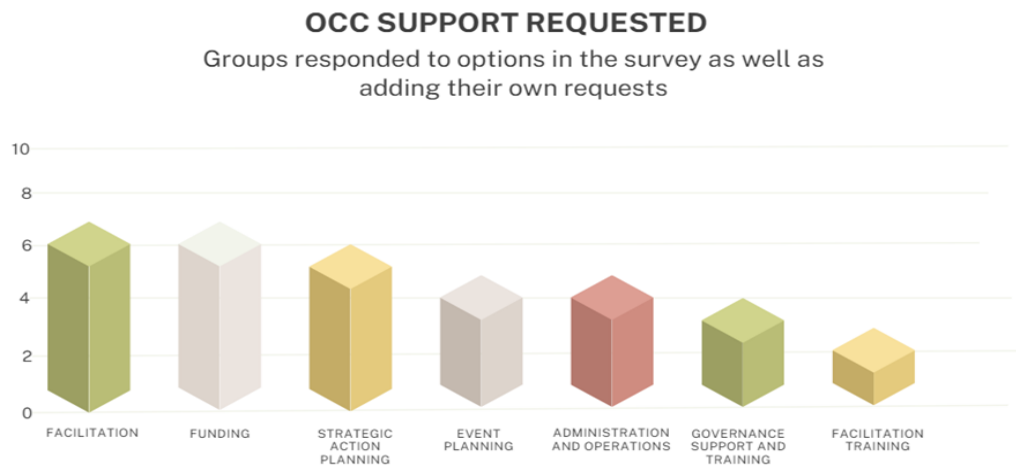 OCC SUPPORT REQUESTED
Groups responded to options in the survey as well as
adding their own requests
10
8
6
4
2
0
FACILITATION
FUNDING
STRATEGIC
ACTION
PLANNING
EVENT
PLANNING
ADMINISTRATION
AND OPERATIONS
GOVERNANCE
SUPPORT AND
TRAINING
FACILITATION
TRAINING